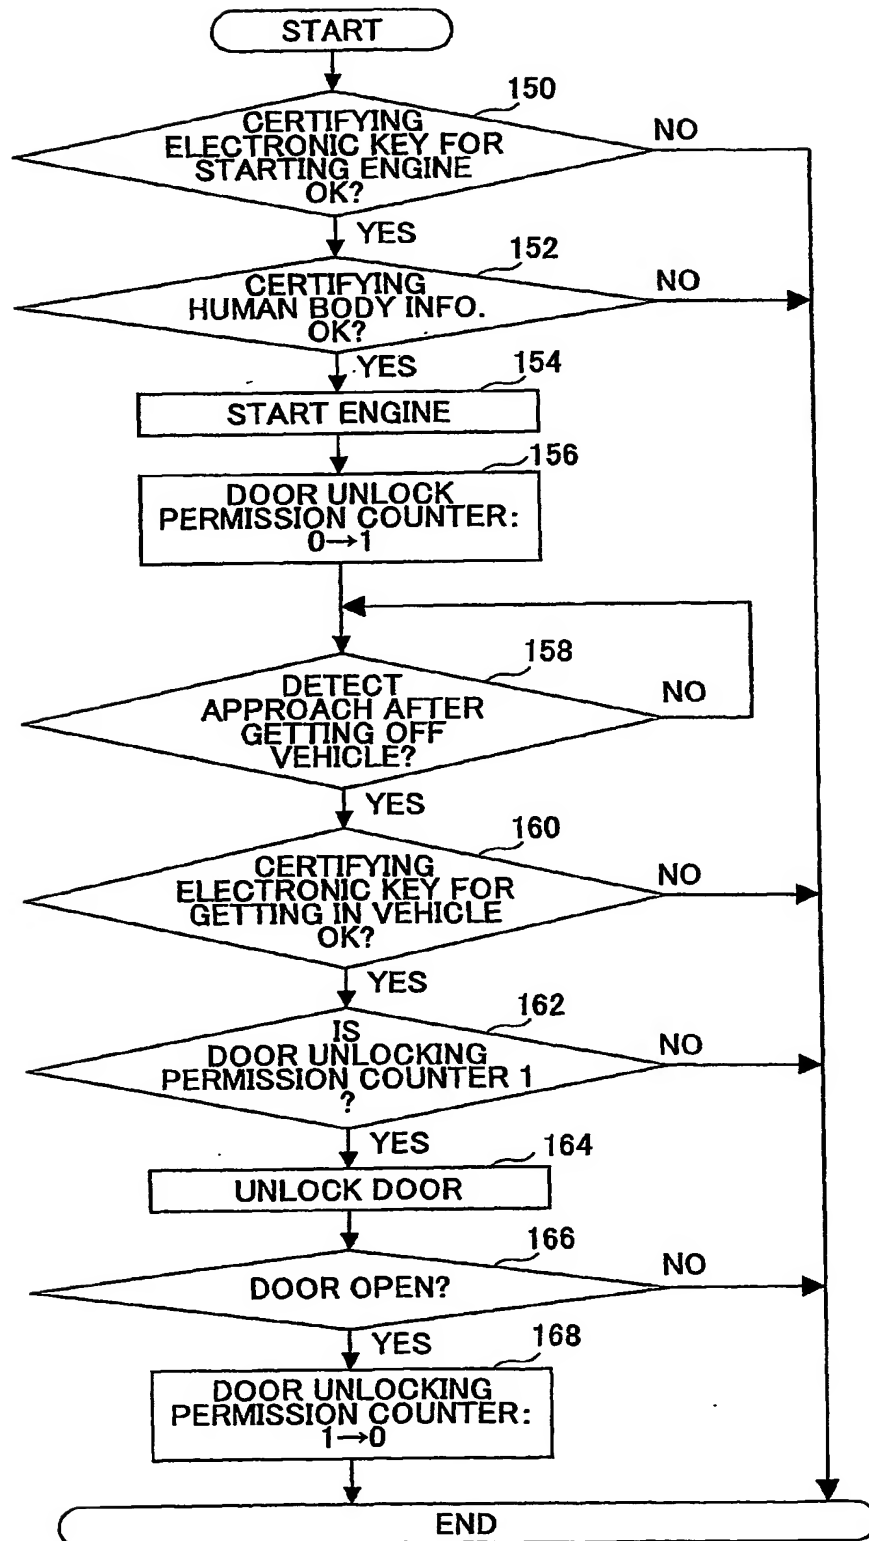 START
150
CERTIFYING
ELECTRONIC KEY FOR
STARTING ENGINE
OK?
NO
YES
152
CERTIFYING
HUMAN BODY INFO.
OK?
NO
YES
154
START ENGINE
156
DOOR UNLOCK
PERMISSION COUNTER:
0→1
158
DETECT
APPROACH AFTER
GETTING OFF
VEHICLE?
NO
YES
160
CERTIFYING
ELECTRONIC KEY FOR
GETTING IN VEHICLE
OK?
NO
YES
162
IS
DOOR UNLOCKING
PERMISSION COUNTER 1
?
NO
YES
164
UNLOCK DOOR
166
DOOR OPEN?
NO
YES
168
DOOR UNLOCKING
PERMISSION COUNTER:
1→0
END